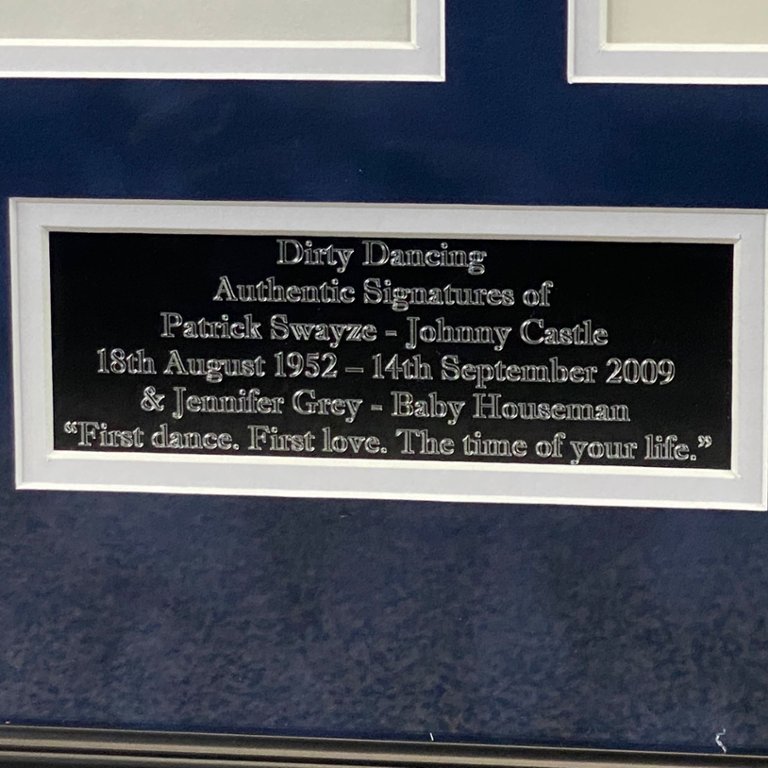 Dirty Dancing
Authentic Signatures of
Patrick Swayze - Johnny Castle
18th August 1952 – 14th September 2009
& Jennifer Grey - Baby Houseman
“First dance. First love. The time of your life.”